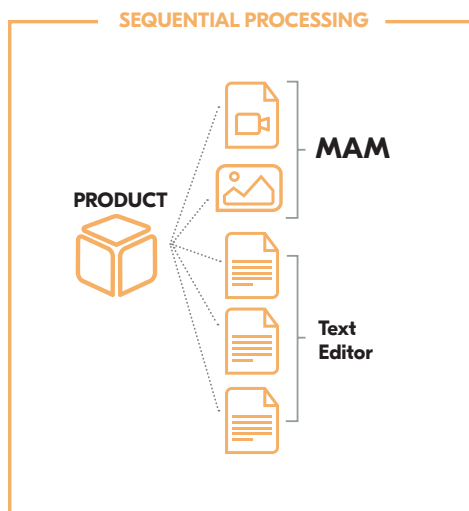 SEQUENTIAL PROCESSING
MAM
PRODUCT
Text
Editor